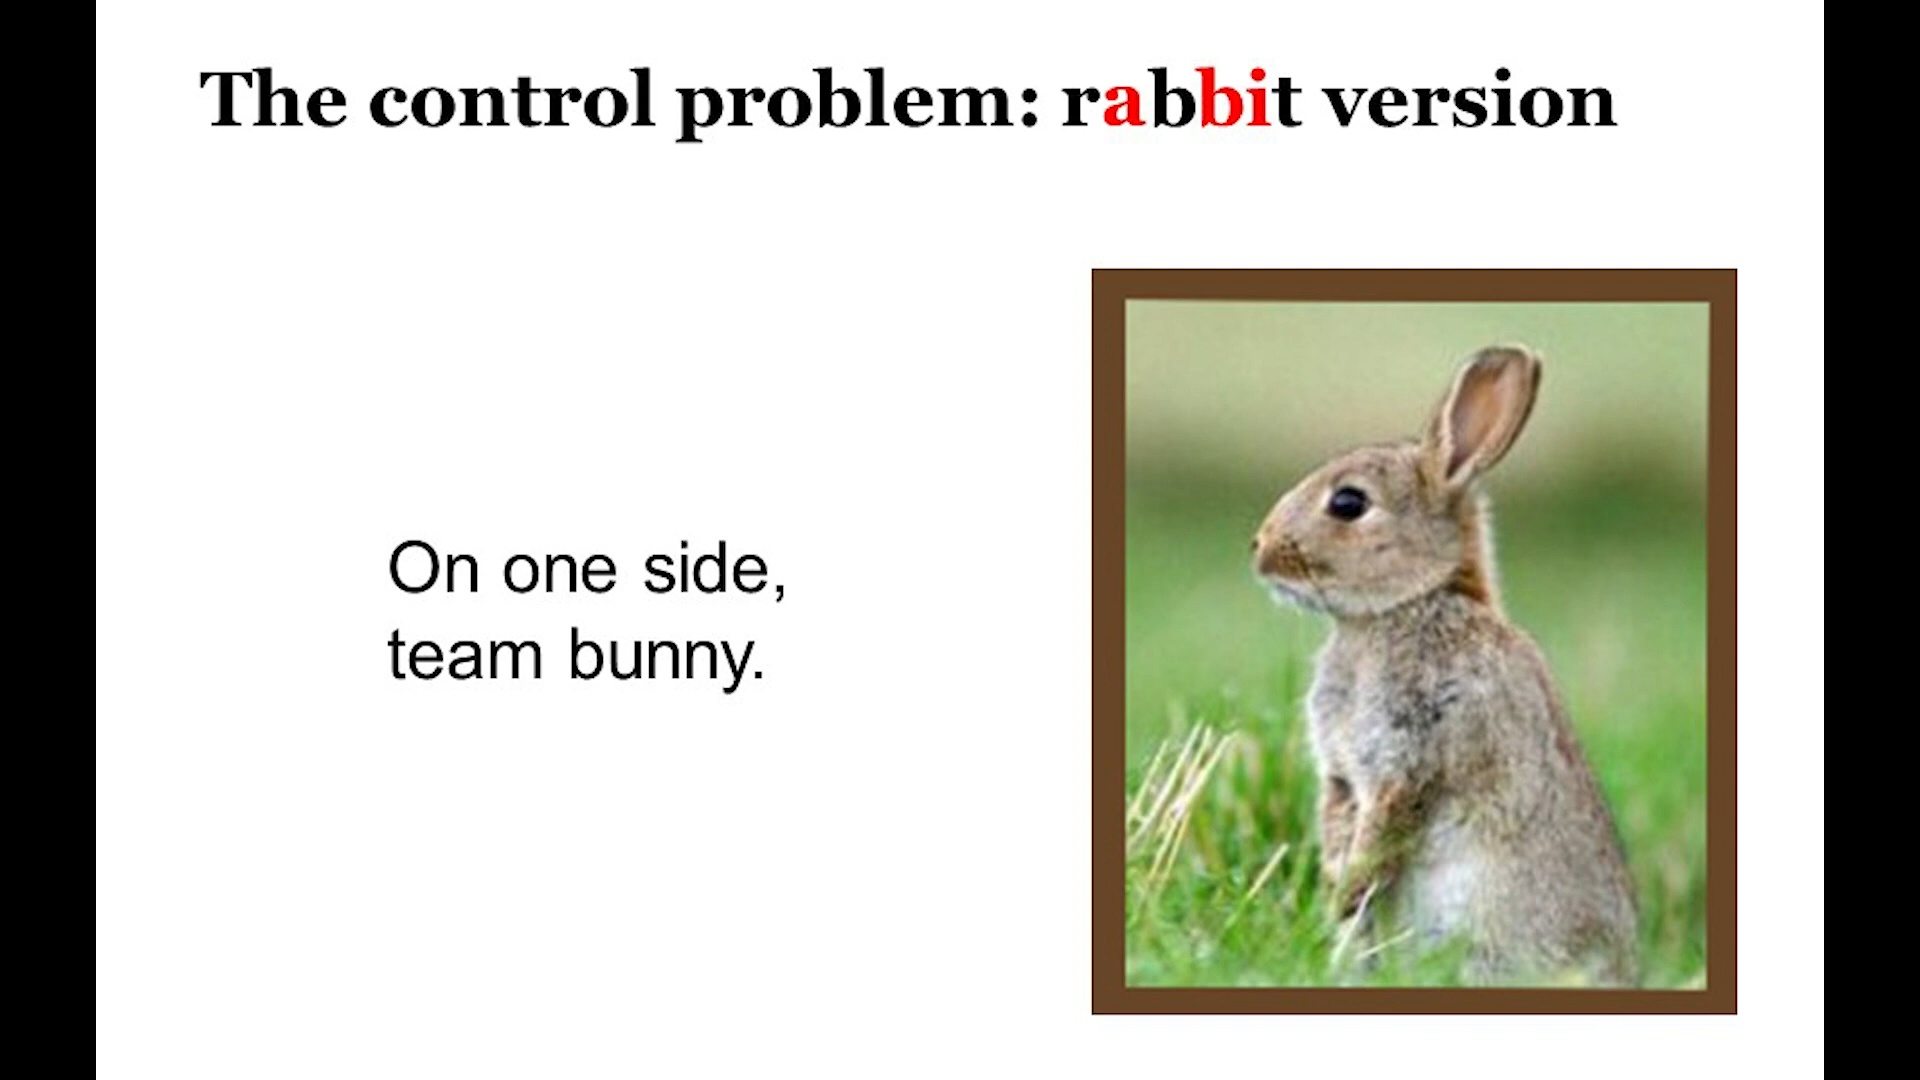 The control problem: rabbit version
On one side,
team bunny.